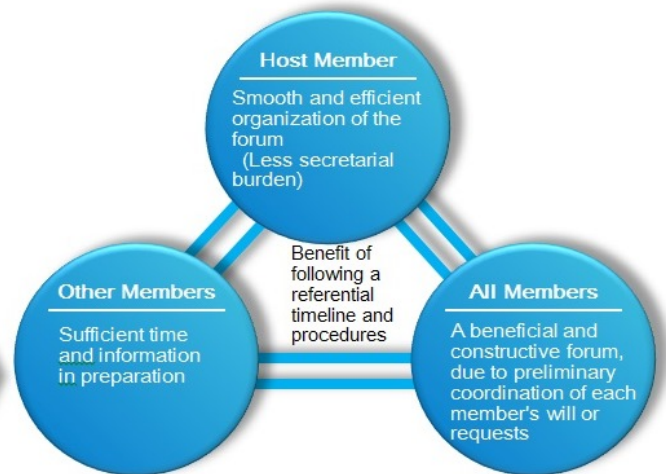 Host Member
Smooth and efficient
organization of the
forum
(Less secretarial
burden)
Benefit of
following a
referential
timeline and
procedures
Other Members
Sufficient time
and information
in preparation
All Members
A beneficial and
constructive forum,
due to preliminary
coordination of each
member's will or
requests